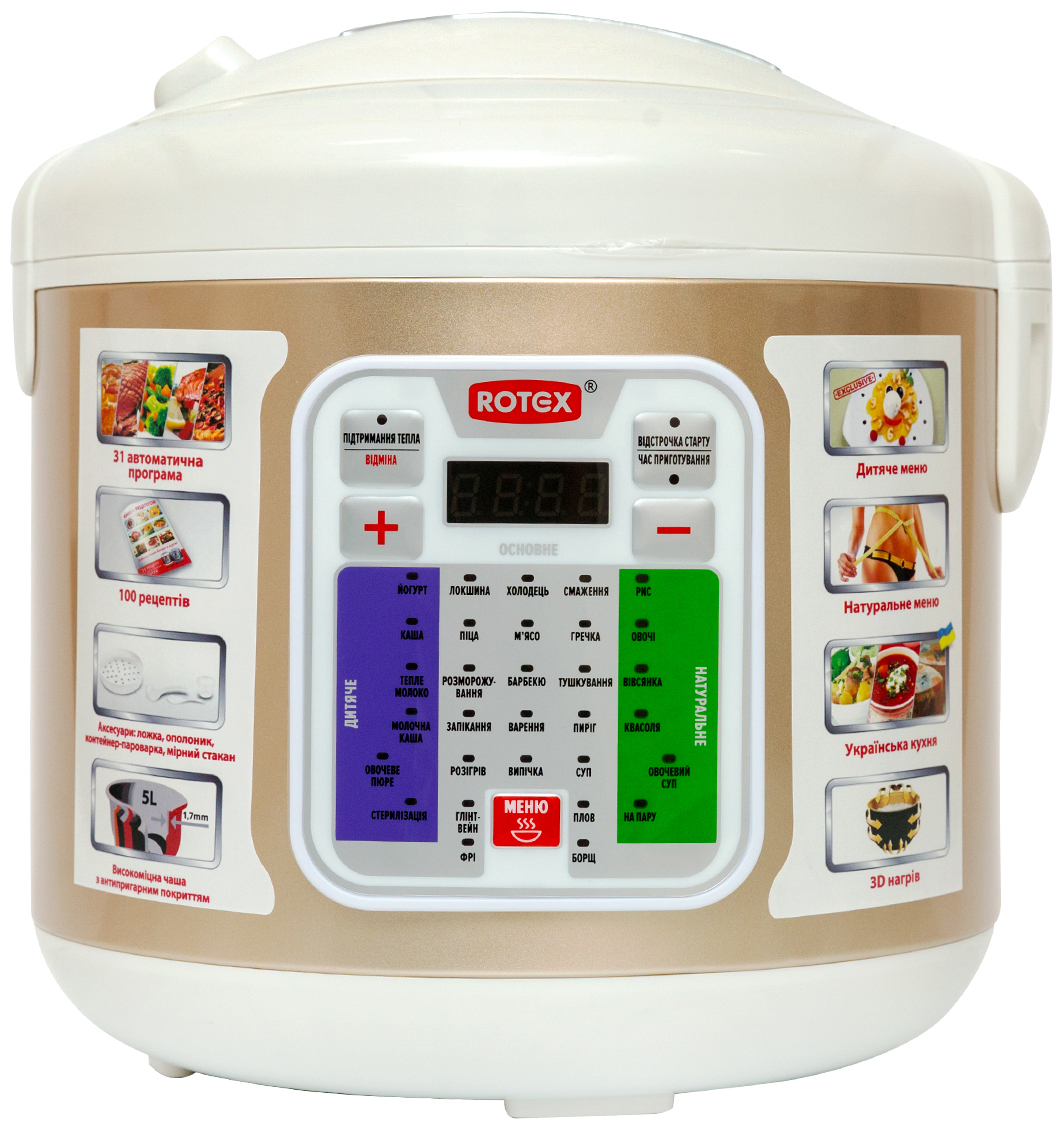 31 автоматична
програма
100 рецептів
Аксесуари: ложка, ополоник,
контейнер-пароварка, мірний стакан
5L
1,7mm
Високоміцна чаша
з антипригарним покриттям
ROTEX®
ПІДТРИМАННЯ ТЕПЛА
ВІДМІНА
ВІДСТРОЧКА СТАРТУ
ЧАС ПРИГОТУВАННЯ
+
−
ОСНОВНЕ
ДИТЯЧЕ
ЙОГУРТ
КАША
ТЕПЛЕ
МОЛОКО
МОЛОЧНА
КАША
ОВОЧЕВЕ
ПЮРЕ
СТЕРИЛІЗАЦІЯ
ЛОКШИНА
ХОЛОДЕЦЬ
СМАЖЕННЯ
ПІЦА
М'ЯСО
ГРЕЧКА
РОЗМОРОЖУ-
ВАННЯ
БАРБЕКЮ
ТУШКУВАННЯ
ЗАПІКАННЯ
ВАРЕННЯ
ПИРІГ
РОЗІГРІВ
ВИПІЧКА
СУП
ГЛІНТ-
ВЕЙН
МЕНЮ
ПЛОВ
ФРІ
БОРЩ
РИС
ОВОЧІ
ВІВСЯНКА
КВАСОЛЯ
ОВОЧЕВИЙ
СУП
НА ПАРУ
НАТУРАЛЬНЕ
EXCLUSIVE
Дитяче меню
Натуральне меню
Українська кухня
3D нагрів